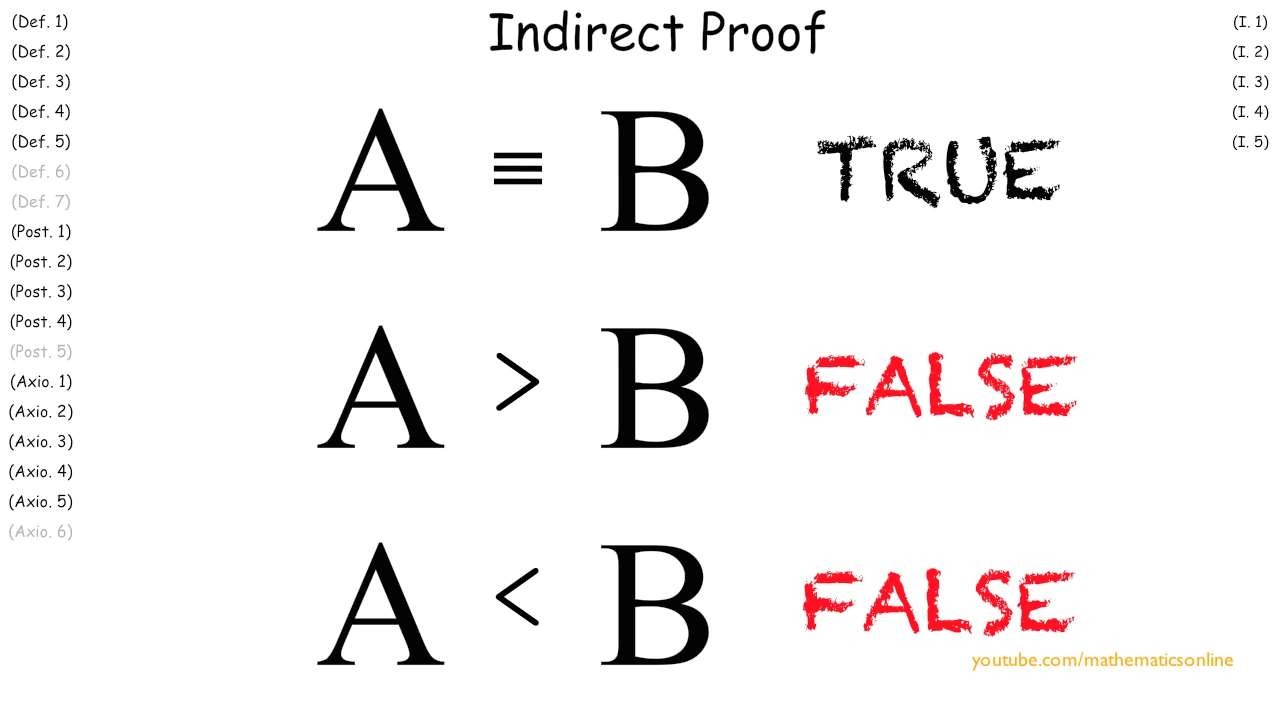 Indirect Proof
(Def. 1)
(Def. 2)
(Def. 3)
(Def. 4)
(Def. 5)
(Def. 6)
(Def. 7)
(Post. 1)
(Post. 2)
(Post. 3)
(Post. 4)
(Post. 5)
(Axio. 1)
(Axio. 2)
(Axio. 3)
(Axio. 4)
(Axio. 5)
(Axio. 6)
A ≡ B TRUE
A > B FALSE
A < B FALSE
(I. 1)
(I. 2)
(I. 3)
(I. 4)
(I. 5)
youtube.com/mathematicsonline